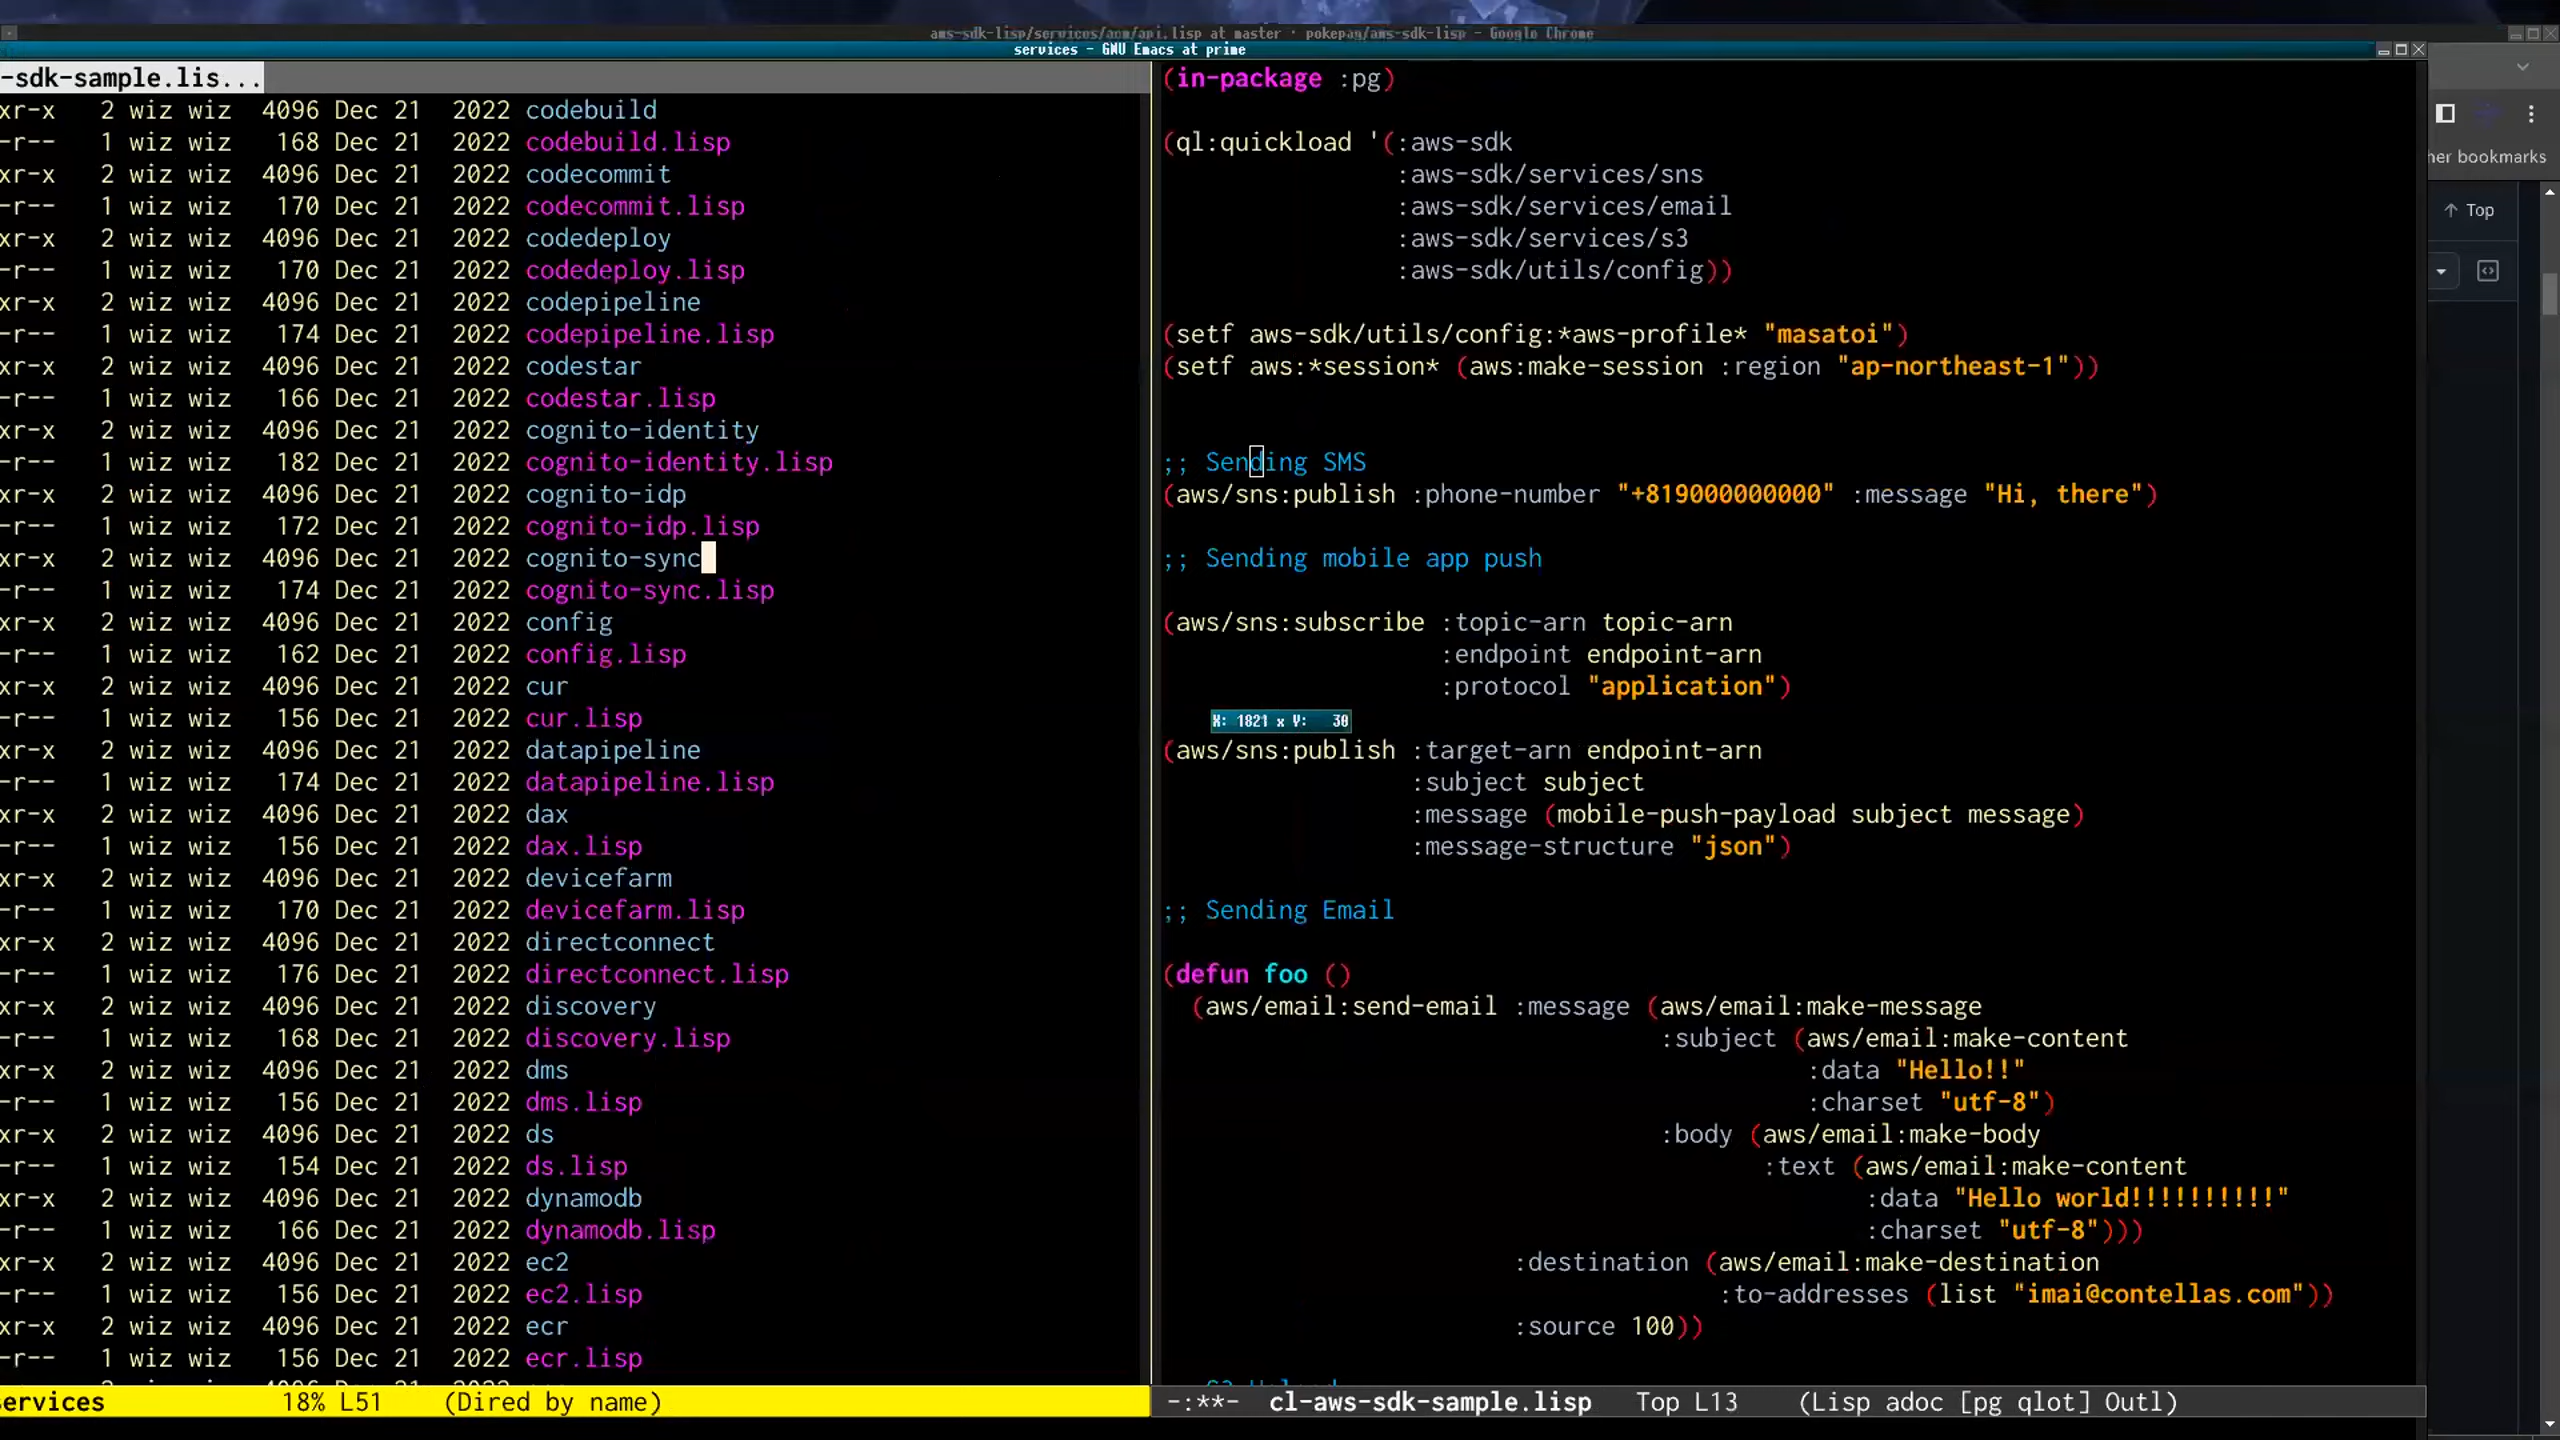 aws-sdk-lisp/services/acm/api.lisp at master · pokepay/aws-sdk-lisp - Google Chrome
services - GNU Emacs at prime
-sdk-sample.lis...
xr-x 2 wiz wiz 4096 Dec 21 2022 codebuild
-r-- 1 wiz wiz 168 Dec 21 2022 codebuild.lisp
xr-x 2 wiz wiz 4096 Dec 21 2022 codecommit
-r-- 1 wiz wiz 170 Dec 21 2022 codecommit.lisp
xr-x 2 wiz wiz 4096 Dec 21 2022 codedeploy
-r-- 1 wiz wiz 170 Dec 21 2022 codedeploy.lisp
xr-x 2 wiz wiz 4096 Dec 21 2022 codepipeline
-r-- 1 wiz wiz 174 Dec 21 2022 codepipeline.lisp
xr-x 2 wiz wiz 4096 Dec 21 2022 codestar
-r-- 1 wiz wiz 166 Dec 21 2022 codestar.lisp
xr-x 2 wiz wiz 4096 Dec 21 2022 cognito-identity
-r-- 1 wiz wiz 182 Dec 21 2022 cognito-identity.lisp
xr-x 2 wiz wiz 4096 Dec 21 2022 cognito-idp
-r-- 1 wiz wiz 172 Dec 21 2022 cognito-idp.lisp
xr-x 2 wiz wiz 4096 Dec 21 2022 cognito-sync
-r-- 1 wiz wiz 174 Dec 21 2022 cognito-sync.lisp
xr-x 2 wiz wiz 4096 Dec 21 2022 config
-r-- 1 wiz wiz 162 Dec 21 2022 config.lisp
xr-x 2 wiz wiz 4096 Dec 21 2022 cur
-r-- 1 wiz wiz 156 Dec 21 2022 cur.lisp
xr-x 2 wiz wiz 4096 Dec 21 2022 datapipeline
-r-- 1 wiz wiz 174 Dec 21 2022 datapipeline.lisp
xr-x 2 wiz wiz 4096 Dec 21 2022 dax
-r-- 1 wiz wiz 156 Dec 21 2022 dax.lisp
xr-x 2 wiz wiz 4096 Dec 21 2022 devicefarm
-r-- 1 wiz wiz 170 Dec 21 2022 devicefarm.lisp
xr-x 2 wiz wiz 4096 Dec 21 2022 directconnect
-r-- 1 wiz wiz 176 Dec 21 2022 directconnect.lisp
xr-x 2 wiz wiz 4096 Dec 21 2022 discovery
-r-- 1 wiz wiz 168 Dec 21 2022 discovery.lisp
xr-x 2 wiz wiz 4096 Dec 21 2022 dms
-r-- 1 wiz wiz 156 Dec 21 2022 dms.lisp
xr-x 2 wiz wiz 4096 Dec 21 2022 ds
-r-- 1 wiz wiz 154 Dec 21 2022 ds.lisp
xr-x 2 wiz wiz 4096 Dec 21 2022 dynamodb
-r-- 1 wiz wiz 166 Dec 21 2022 dynamodb.lisp
xr-x 2 wiz wiz 4096 Dec 21 2022 ec2
-r-- 1 wiz wiz 156 Dec 21 2022 ec2.lisp
xr-x 2 wiz wiz 4096 Dec 21 2022 ecr
-r-- 1 wiz wiz 156 Dec 21 2022 ecr.lisp
ervices 18% L51 (Dired by name)
(in-package :pg)
(ql:quickload '(:aws-sdk
:aws-sdk/services/sns
:aws-sdk/services/email
:aws-sdk/services/s3
:aws-sdk/utils/config))
(setf aws-sdk/utils/config:*aws-profile* "masatoi")
(setf aws:*session* (aws:make-session :region "ap-northeast-1"))
;; Sending SMS
(aws/sns:publish :phone-number "+819000000000" :message "Hi, there")
;; Sending mobile app push
(aws/sns:subscribe :topic-arn topic-arn
:endpoint endpoint-arn
:protocol "application")
X: 1821 x Y: 30
(aws/sns:publish :target-arn endpoint-arn
:subject subject
:message (mobile-push-payload subject message)
:message-structure "json")
;; Sending Email
(defun foo ()
(aws/email:send-email :message (aws/email:make-message
:subject (aws/email:make-content
:data "Hello!!"
:charset "utf-8")
:body (aws/email:make-body
:text (aws/email:make-content
:data "Hello world!!!!!!!!!!"
:charset "utf-8")))
:destination (aws/email:make-destination
:to-addresses (list "imai@contellas.com"))
:source 100))
-:**- cl-aws-sdk-sample.lisp Top L13 (Lisp adoc [pg qlot] Outl)
her bookmarks
↑ Top